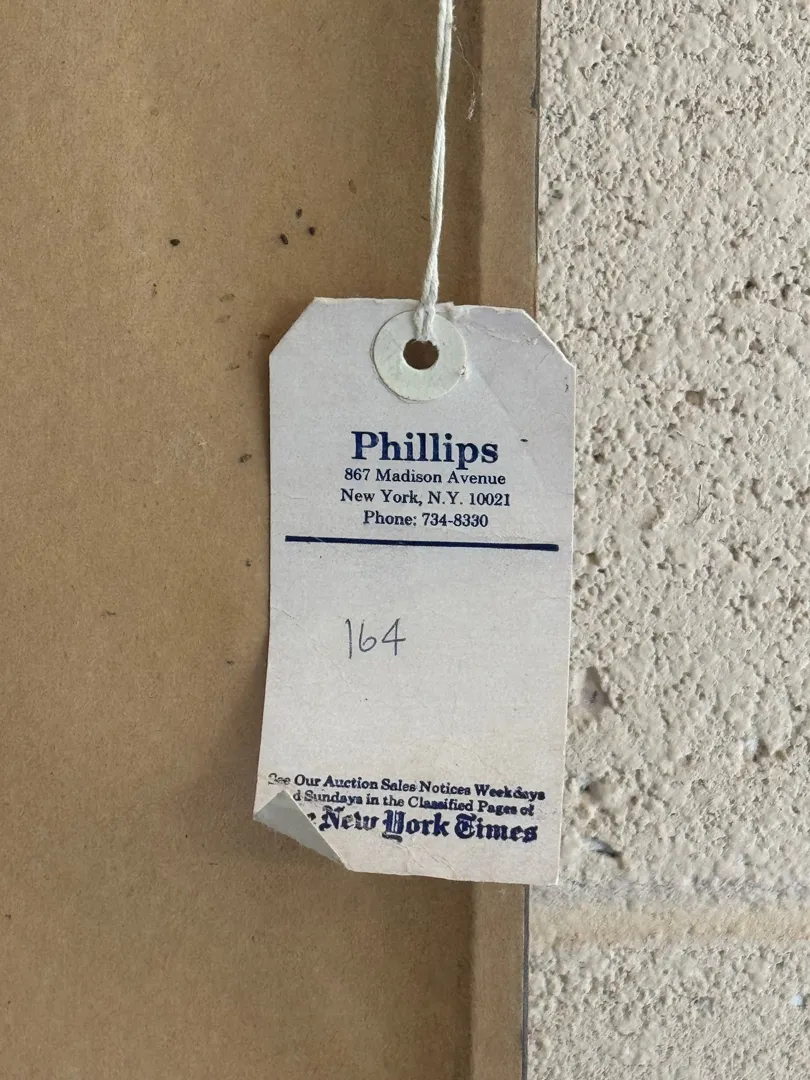 Phillips
867 Madison Avenue
New York, N.Y. 10021
Phone: 734-8330
164
See Our Auction Sales Notices Weekdays
d Sundays in the Classified Pages of
e New York Times